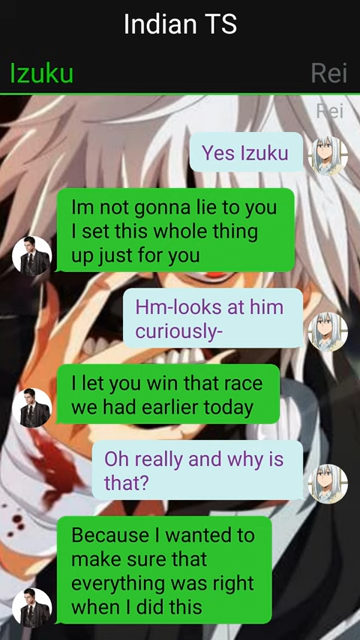 Indian TS
Izuku
Rei
Rei
Yes Izuku
Im not gonna lie to you
I set this whole thing
up just for you
Hm-looks at him
curiously-
I let you win that race
we had earlier today
Oh really and why is
that?
Because I wanted to
make sure that
everything was right
when I did this